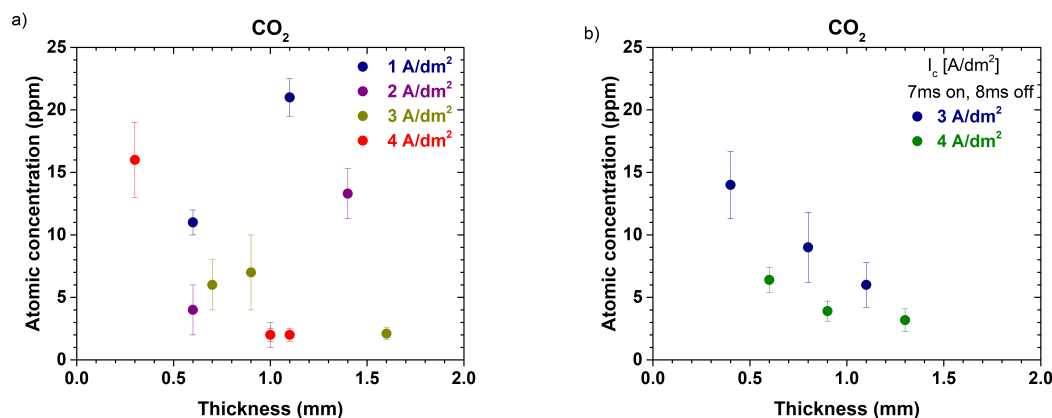 a)
CO₂
25
20
15
10
5
0
0.0 0.5 1.0 1.5 2.0
Atomic concentration (ppm)
Thickness (mm)
1 A/dm²
2 A/dm²
3 A/dm²
4 A/dm²
b)
CO₂
25
20
15
10
5
0
0.0 0.5 1.0 1.5 2.0
Atomic concentration (ppm)
Thickness (mm)
I_c [A/dm²]
7ms on, 8ms off
3 A/dm²
4 A/dm²